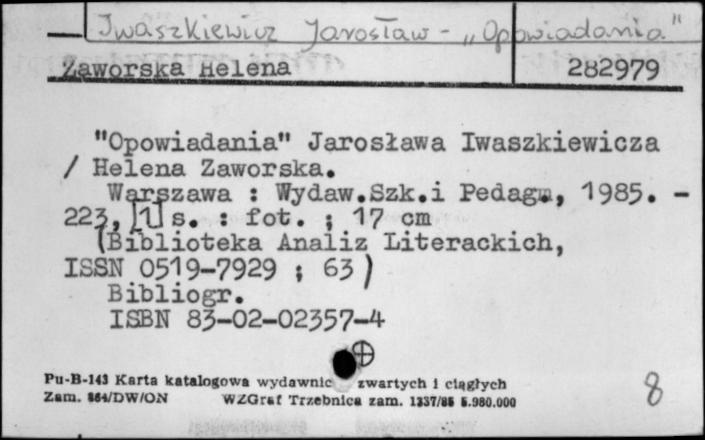 Iwaszkiewicz Jarosław - „Opowiadania"
Zaworska Helena 282979
"Opowiadania" Jarosława Iwaszkiewicza
/ Helena Zaworska.
Warszawa : Wydaw.Szk.i Pedag., 1985. -
223, [1] s. : fot. ; 17 cm
(Biblioteka Analiz Literackich,
ISSN 0519-7929 ; 63)
Bibliogr.
ISBN 83-02-02357-4
Pu-B-143 Karta katalogowa wydawnic zwartych i ciągłych
Zam. 864/DW/ON WZGraf Trzebnica zam. 1337/85 5.980.000
8